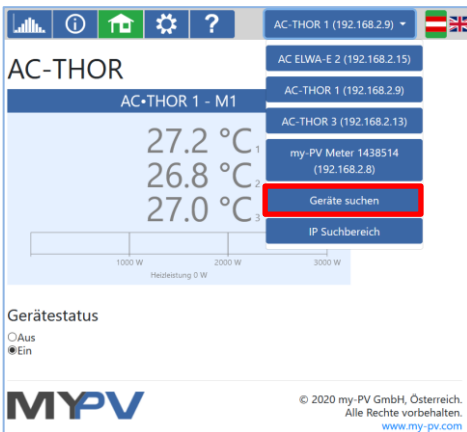 ?
AC-THOR 1 (192.168.2.9)
AC ELWA-E 2 (192.168.2.15)
AC-THOR 1 (192.168.2.9)
AC-THOR 3 (192.168.2.13)
my-PV Meter 1438514
(192.168.2.8)
Geräte suchen
IP Suchbereich
AC-THOR
AC•THOR 1 - M1
27.2 °C 1
26.8 °C 2
27.0 °C 3
1000 W 2000 W 3000 W
Heizleistung 0 W
Gerätestatus
Aus
Ein
MYPV
© 2020 my-PV GmbH, Österreich.
Alle Rechte vorbehalten.
www.my-pv.com